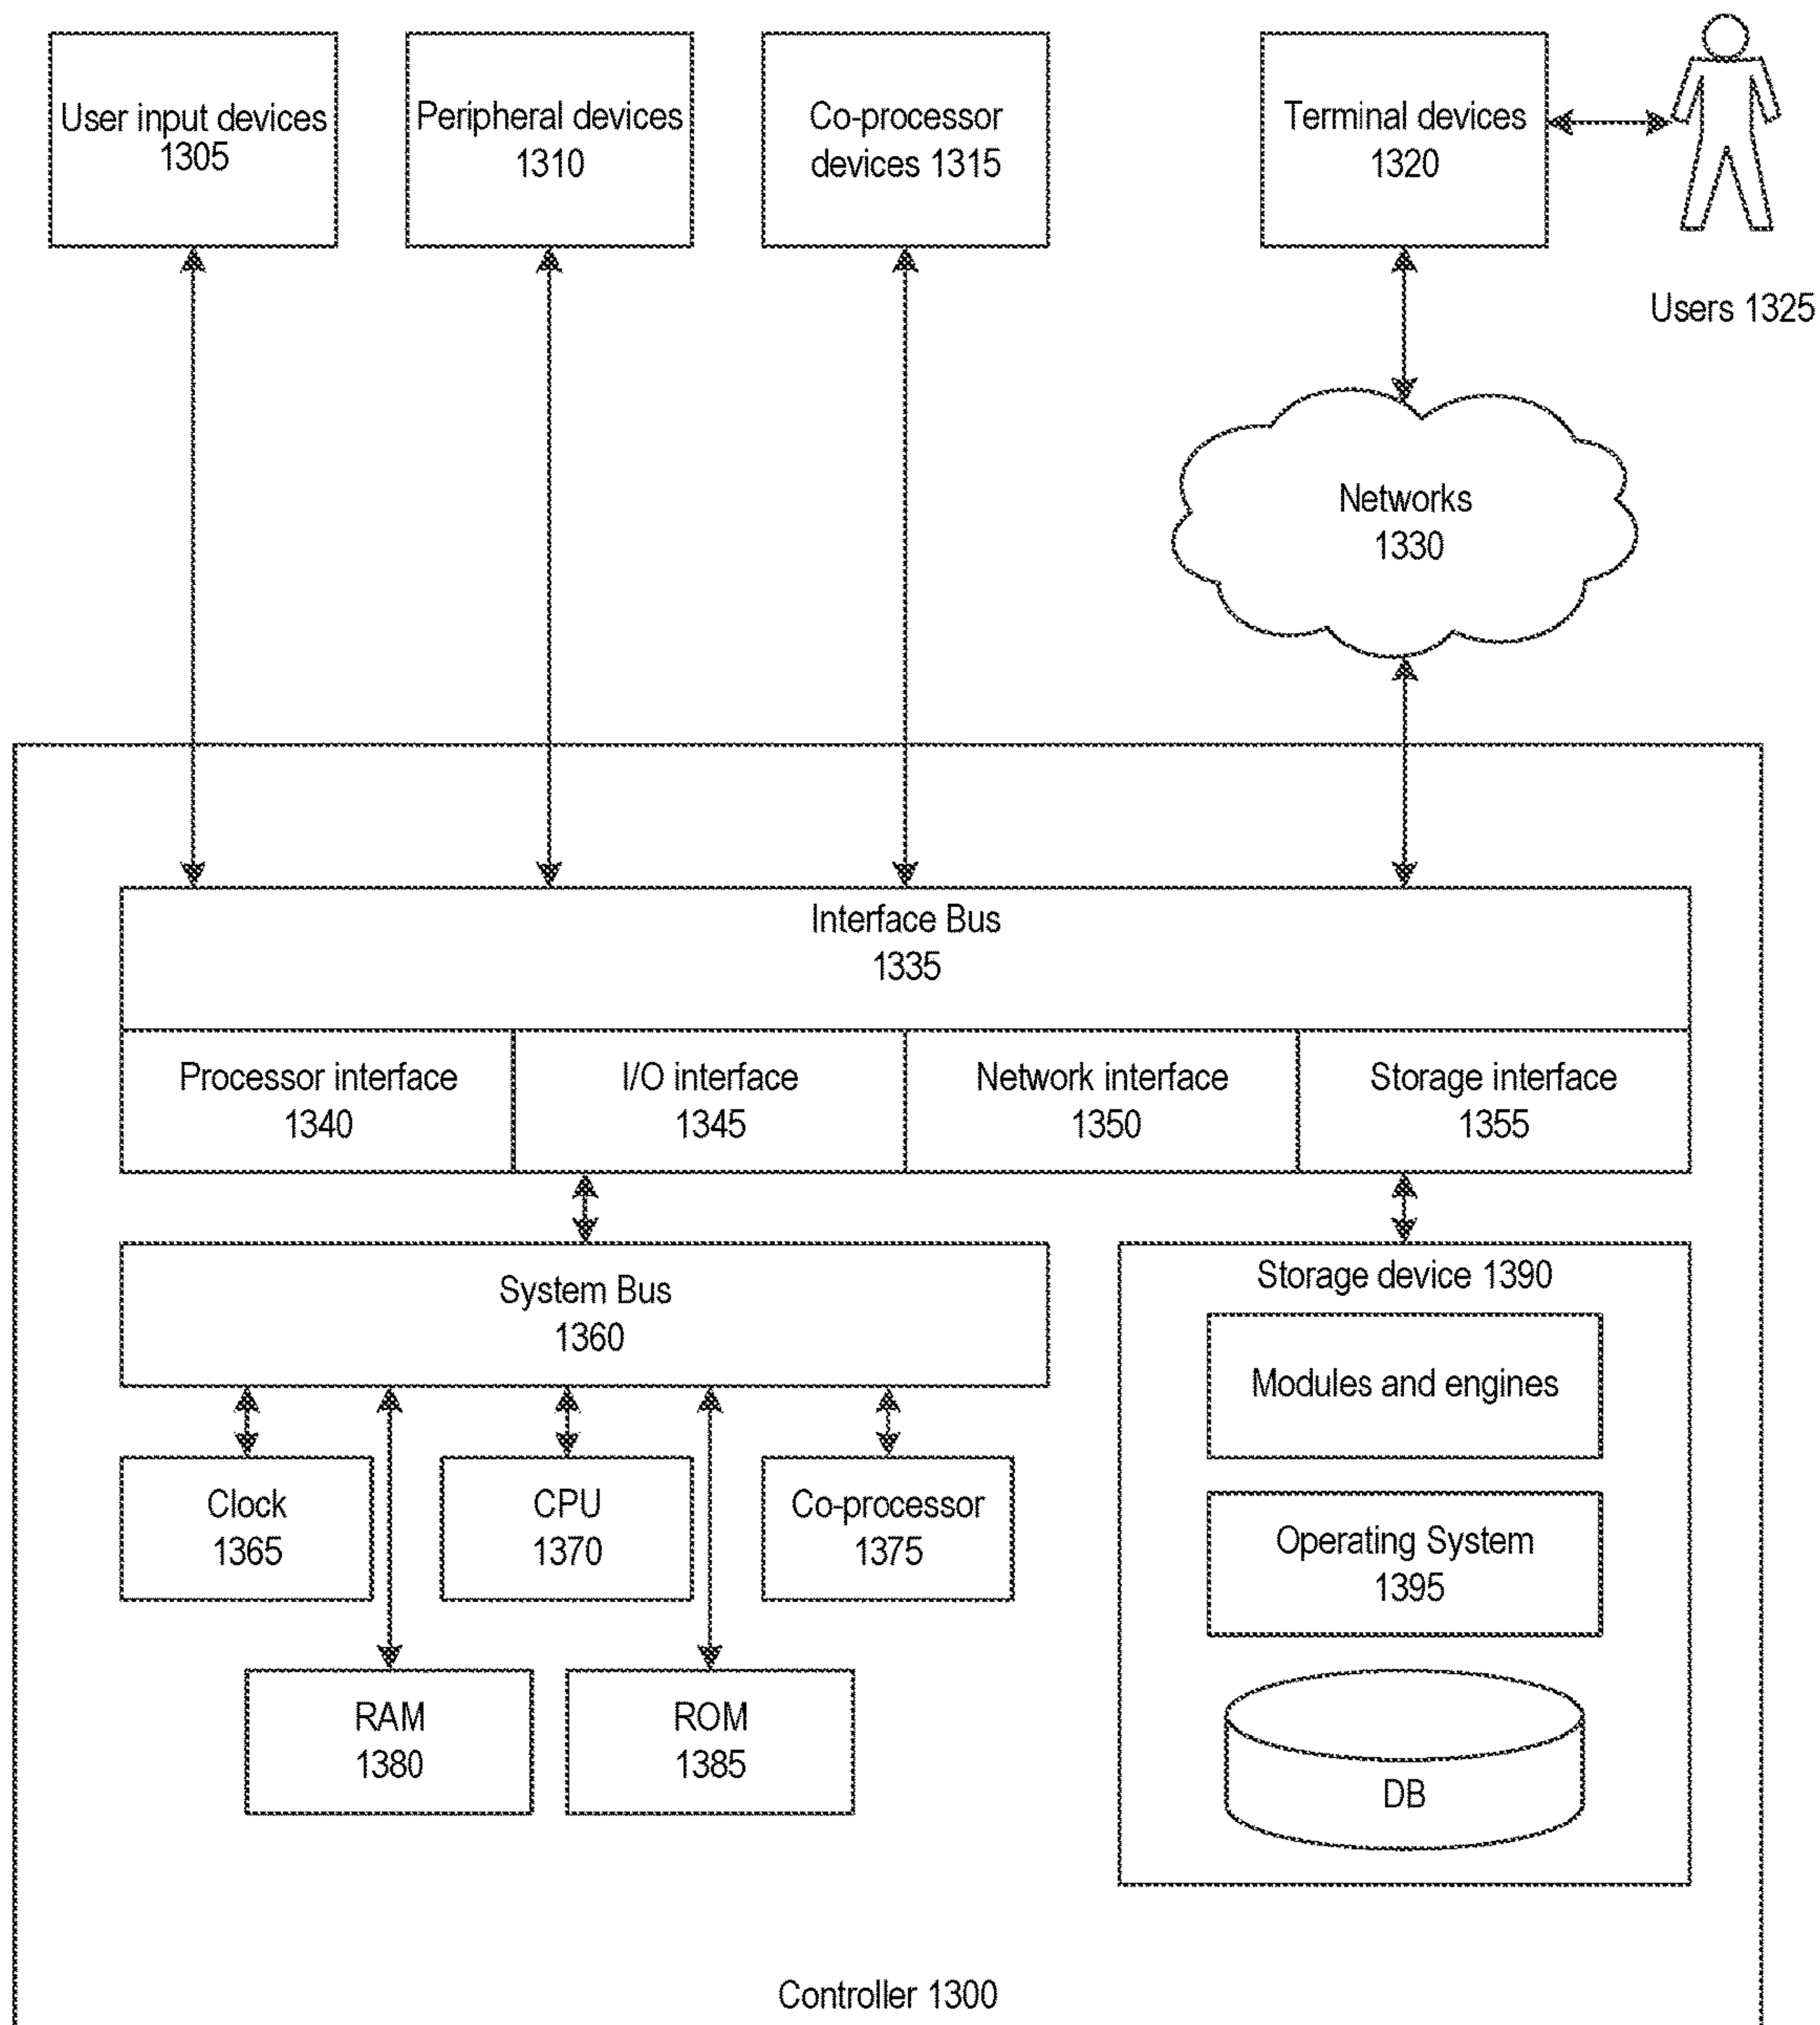 User input devices
1305
Peripheral devices
1310
Co-processor
devices 1315
Terminal devices
1320
Users 1325
Networks
1330
Interface Bus
1335
Processor interface
1340
I/O interface
1345
Network interface
1350
Storage interface
1355
System Bus
1360
Storage device 1390
Modules and engines
Clock
1365
CPU
1370
Co-processor
1375
Operating System
1395
RAM
1380
ROM
1385
DB
Controller 1300